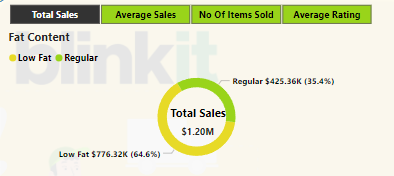 Total Sales Average Sales No Of Items Sold Average Rating
blinkit
Fat Content
Low Fat Regular
Regular $425.36K (35.4%)
Total Sales
$1.20M
Low Fat $776.32K (64.6%)